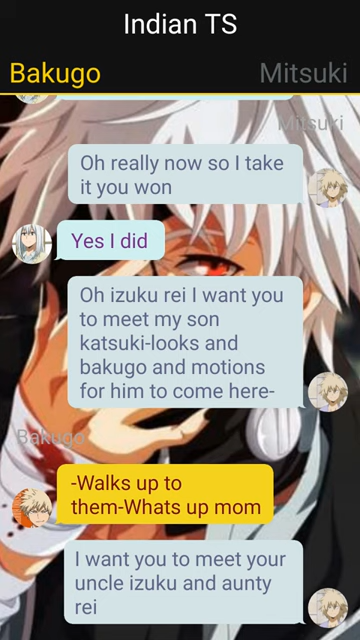 Indian TS
Bakugo
Mitsuki
Mitsuki
Oh really now so I take
it you won
Yes I did
Oh izuku rei I want you
to meet my son
katsuki-looks and
bakugo and motions
for him to come here-
Bakugo
-Walks up to
them-Whats up mom
I want you to meet your
uncle izuku and aunty
rei